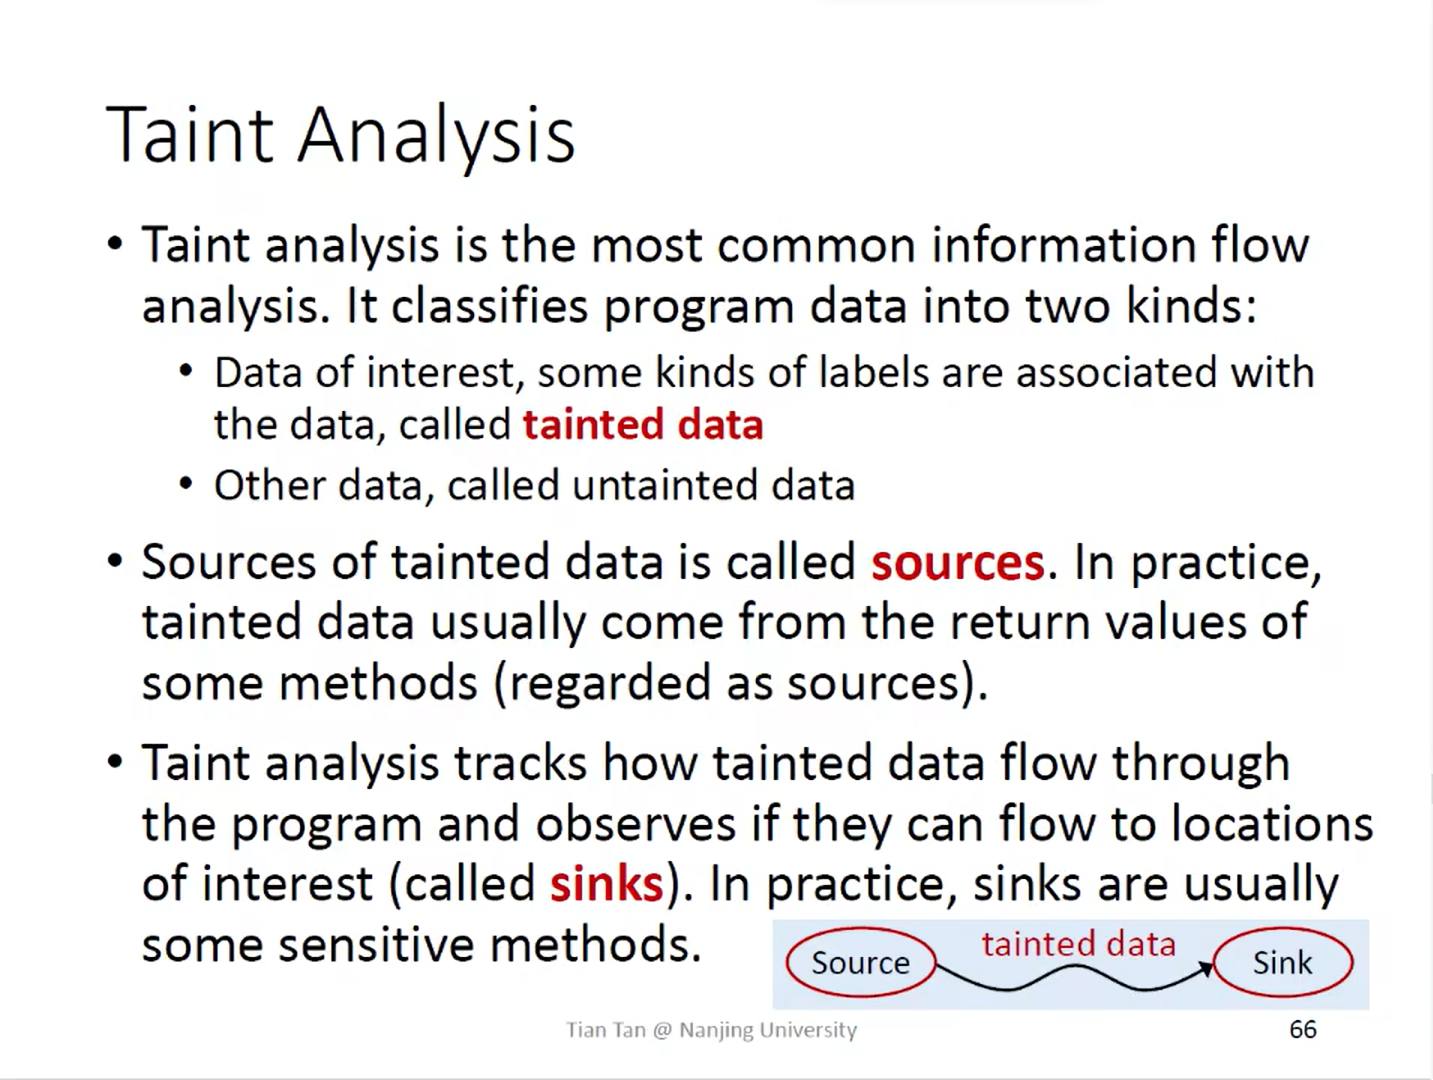 Taint Analysis
• Taint analysis is the most common information flow
analysis. It classifies program data into two kinds:
• Data of interest, some kinds of labels are associated with
the data, called tainted data
• Other data, called untainted data
• Sources of tainted data is called sources. In practice,
tainted data usually come from the return values of
some methods (regarded as sources).
• Taint analysis tracks how tainted data flow through
the program and observes if they can flow to locations
of interest (called sinks). In practice, sinks are usually
some sensitive methods.
Source
tainted data
Sink
Tian Tan @ Nanjing University
66